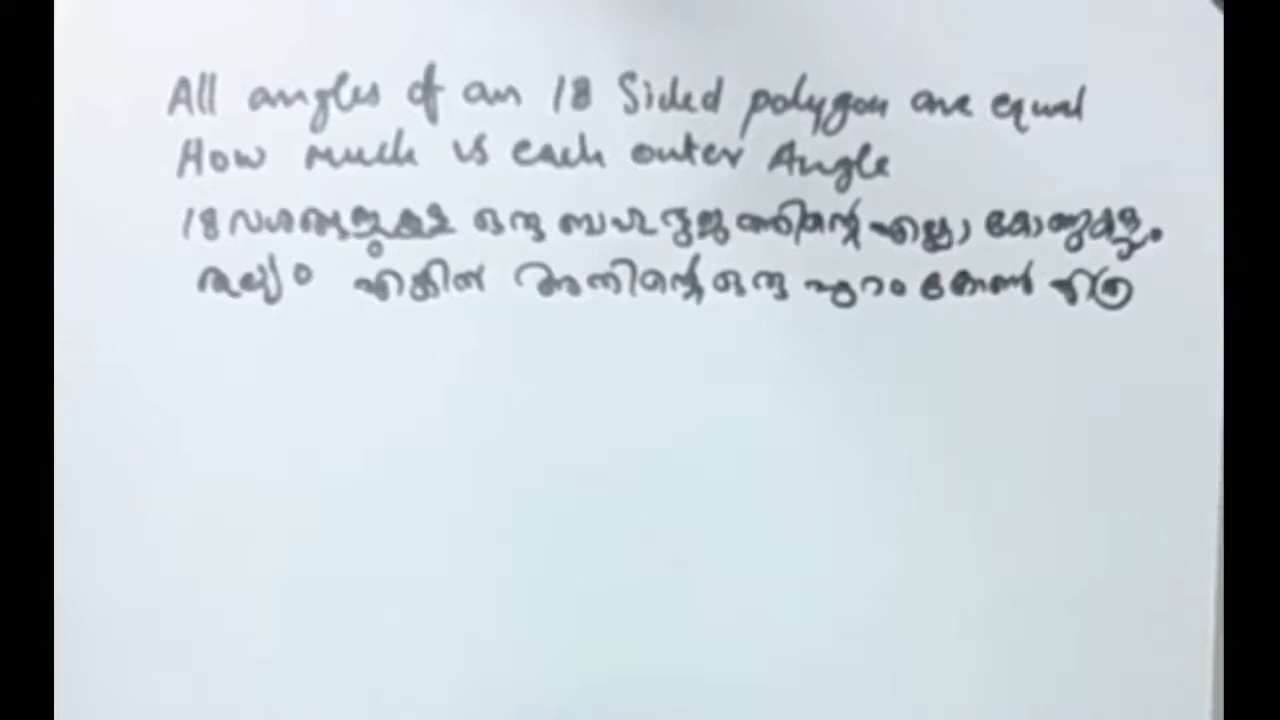 All angles of an 18 Sided polygon are equal
How much is each outer Angle
18 വശങ്ങളുള്ള ഒരു ബഹുഭുജത്തിന്റെ എല്ലാ കോണുകളും
തുല്യം എങ്കിൽ അതിന്റെ ഒരു പുറം കോൺ എത്ര